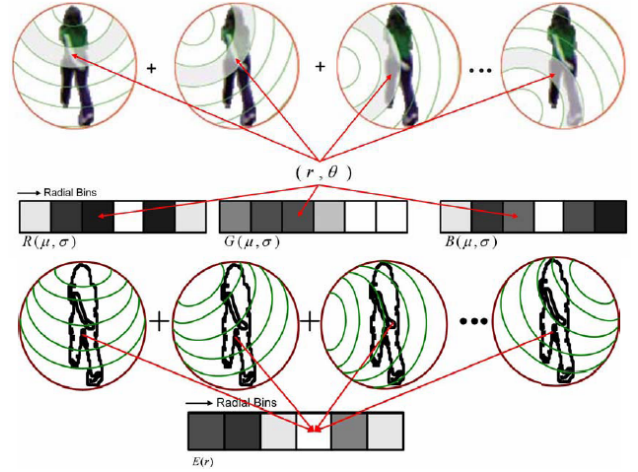 + + ...
(r, θ)
Radial Bins
R(μ, σ) G(μ, σ) B(μ, σ)
+ + ...
Radial Bins
E(r)